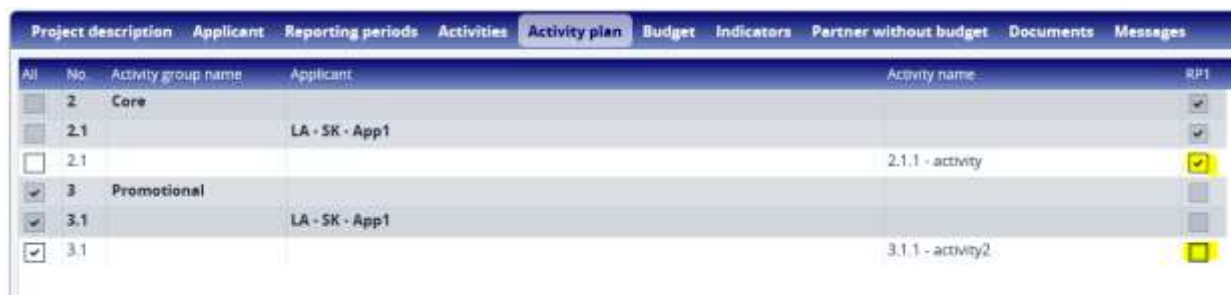 Project description Applicant Reporting periods Activities Activity plan Budget Indicators Partner without budget Documents Messages
All No. Activity group name Applicant Activity name RP1
2 Core
2.1 LA - SK - App1
2.1 2.1.1 - activity
3 Promotional
3.1 LA - SK - App1
3.1 3.1.1 - activity2